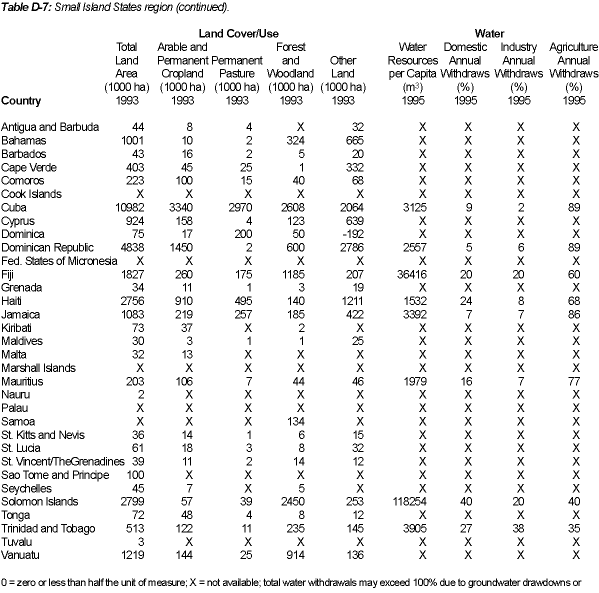 Table D-7: Small Island States region (continued).
Land Cover/Use Water
Total Arable and Forest Water Domestic Industry Agriculture
Land Permanent Permanent and Other Resources Annual Annual Annual
Area Cropland Pasture Woodland Land per Capita Withdraws Withdraws Withdraws
(1000 ha) (1000 ha) (1000 ha) (1000 ha) (1000 ha) (m3) (%) (%) (%)
Country 1993 1993 1993 1993 1993 1995 1995 1995 1995
Antigua and Barbuda 44 8 4 X 32 X X X X
Bahamas 1001 10 2 324 665 X X X X
Barbados 43 16 2 5 20 X X X X
Cape Verde 403 45 25 1 332 X X X X
Comoros 223 100 15 40 68 X X X X
Cook Islands X X X X X X X X X
Cuba 10982 3340 2970 2608 2064 3125 9 2 89
Cyprus 924 158 4 123 639 X X X X
Dominica 75 17 200 50 -192 X X X X
Dominican Republic 4838 1450 2 600 2786 2557 5 6 89
Fed. States of Micronesia X X X X X X X X X
Fiji 1827 260 175 1185 207 36416 20 20 60
Grenada 34 11 1 3 19 X X X X
Haiti 2756 910 495 140 1211 1532 24 8 68
Jamaica 1083 219 257 185 422 3392 7 7 86
Kiribati 73 37 X 2 X X X X X
Maldives 30 3 1 1 25 X X X X
Malta 32 13 X X X X X X X
Marshall Islands X X X X X X X X X
Mauritius 203 106 7 44 46 1979 16 7 77
Nauru 2 X X X X X X X X
Palau X X X X X X X X X
Samoa X X X 134 X X X X X
St. Kitts and Nevis 36 14 1 6 15 X X X X
St. Lucia 61 18 3 8 32 X X X X
St. Vincent/TheGrenadines 39 11 2 14 12 X X X X
Sao Tome and Principe 100 X X X X X X X X
Seychelles 45 7 X 5 X X X X X
Solomon Islands 2799 57 39 2450 253 118254 40 20 40
Tonga 72 48 4 8 12 X X X X
Trinidad and Tobago 513 122 11 235 145 3905 27 38 35
Tuvalu 3 X X X X X X X X
Vanuatu 1219 144 25 914 136 X X X X
0 = zero or less than half the unit of measure; X = not available; total water withdrawals may exceed 100% due to groundwater drawdowns or